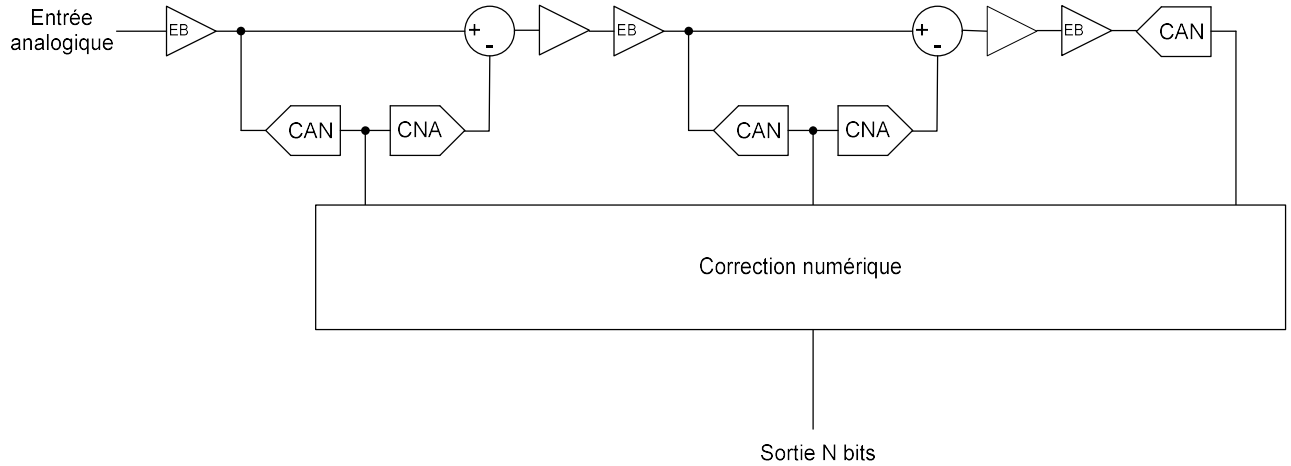 Entrée
analogique
EB
+
-
EB
+
-
EB
CAN
CAN
CNA
CAN
CNA
Correction numérique
Sortie N bits